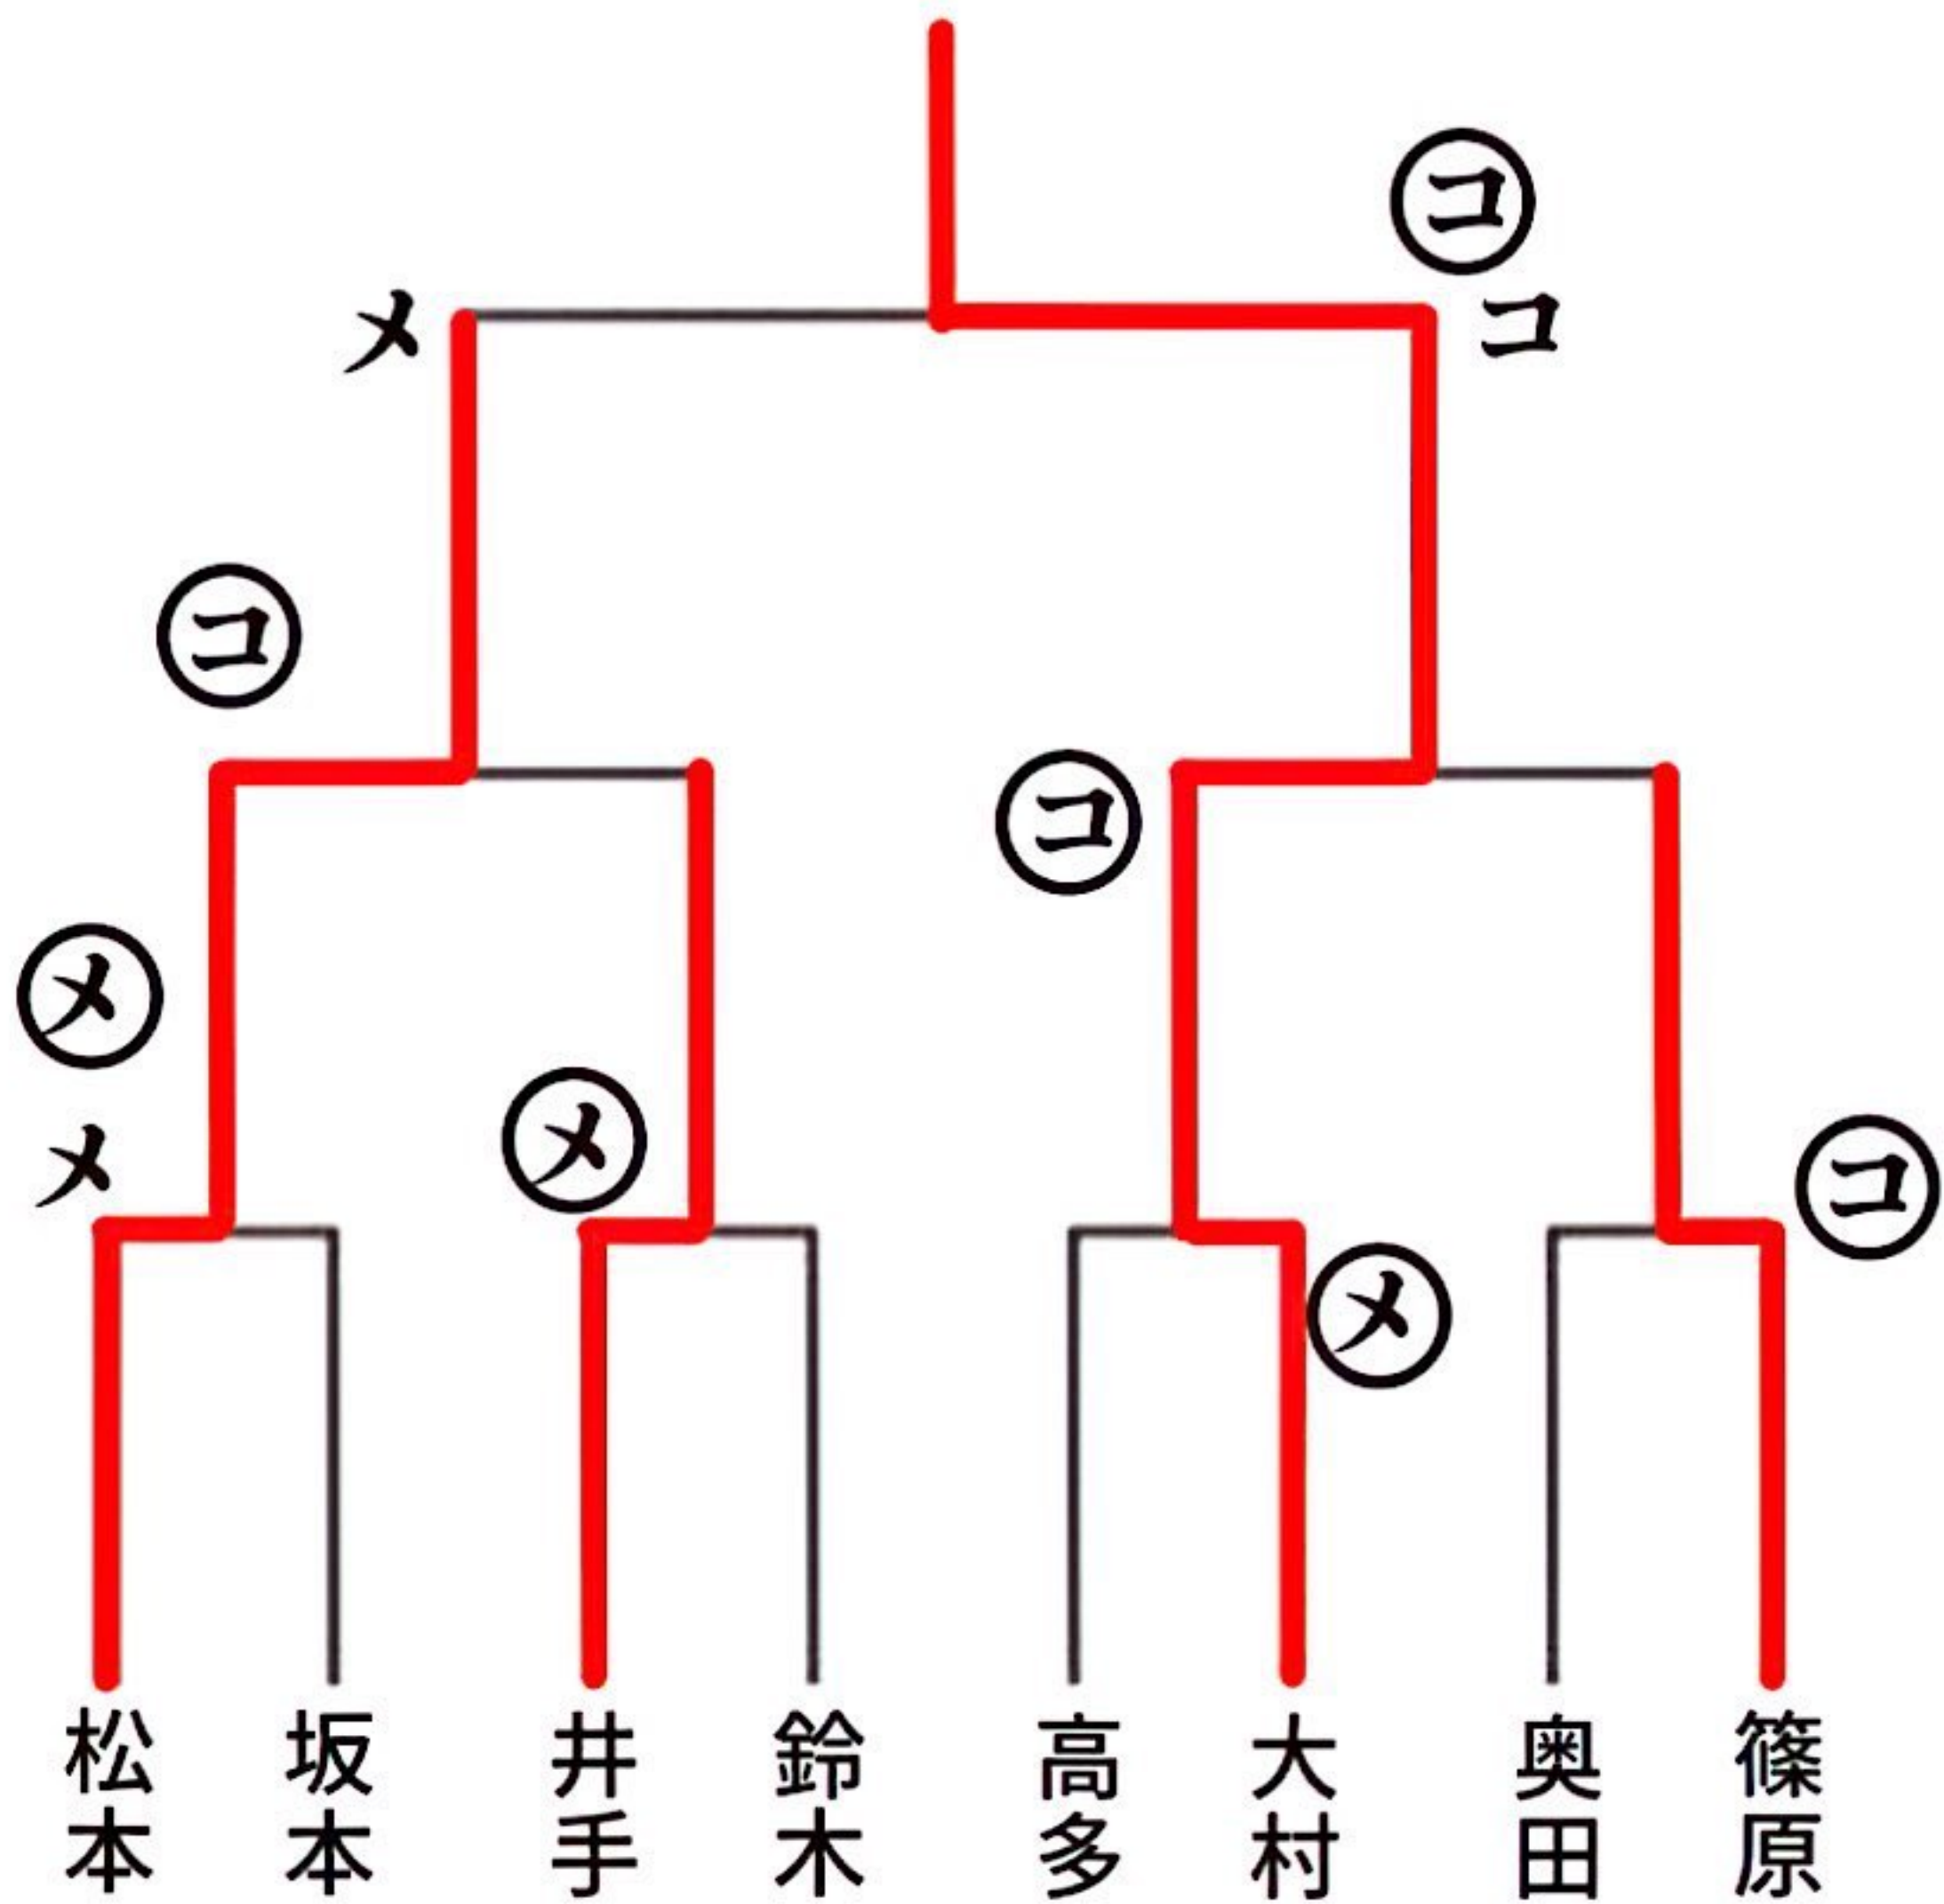 ㋙
メ
コ
㋙
㋙
㋱
メ
㋱
㋙
㋱
松本
坂本
井手
鈴木
高多
大村
奥田
篠原